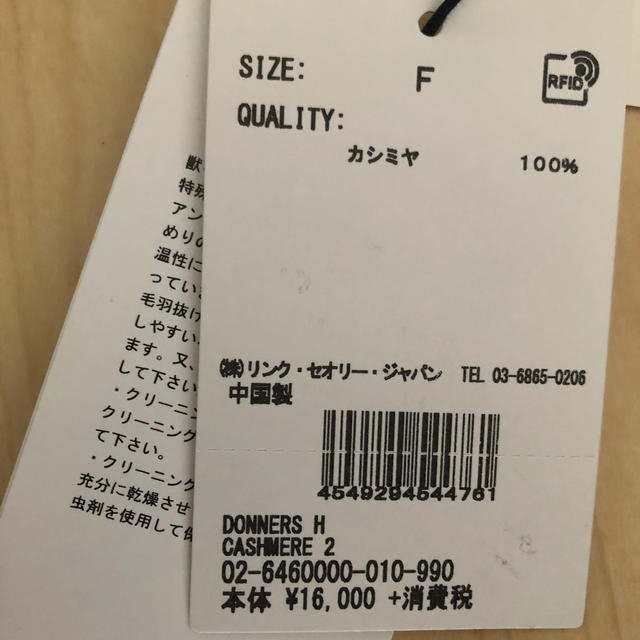 SIZE: F RFID
QUALITY:
カシミヤ 100%
㈱リンク・セオリー・ジャパン TEL 03-6865-0206
中国製
4549294544761
DONNERS H
CASHMERE 2
02-6460000-010-990
本体 ¥16,000 +消費税
獣
特殊
アン
めりの
温性に
ってい
毛羽抜け
しやすい
ます。又、
して下さい
・クリーニン
クリーニング
て下さい。
・クリーニング
充分に乾燥させ
虫剤を使用して保